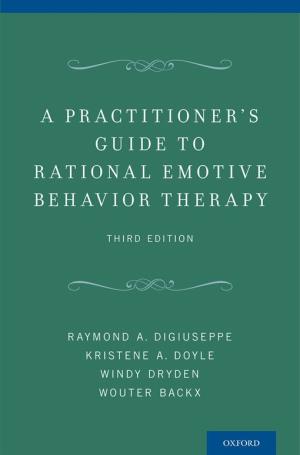 A PRACTITIONER'S
GUIDE TO
RATIONAL EMOTIVE
BEHAVIOR THERAPY
THIRD EDITION
RAYMOND A. DIGIUSEPPE
KRISTENE A. DOYLE
WINDY DRYDEN
WOUTER BACKX
OXFORD